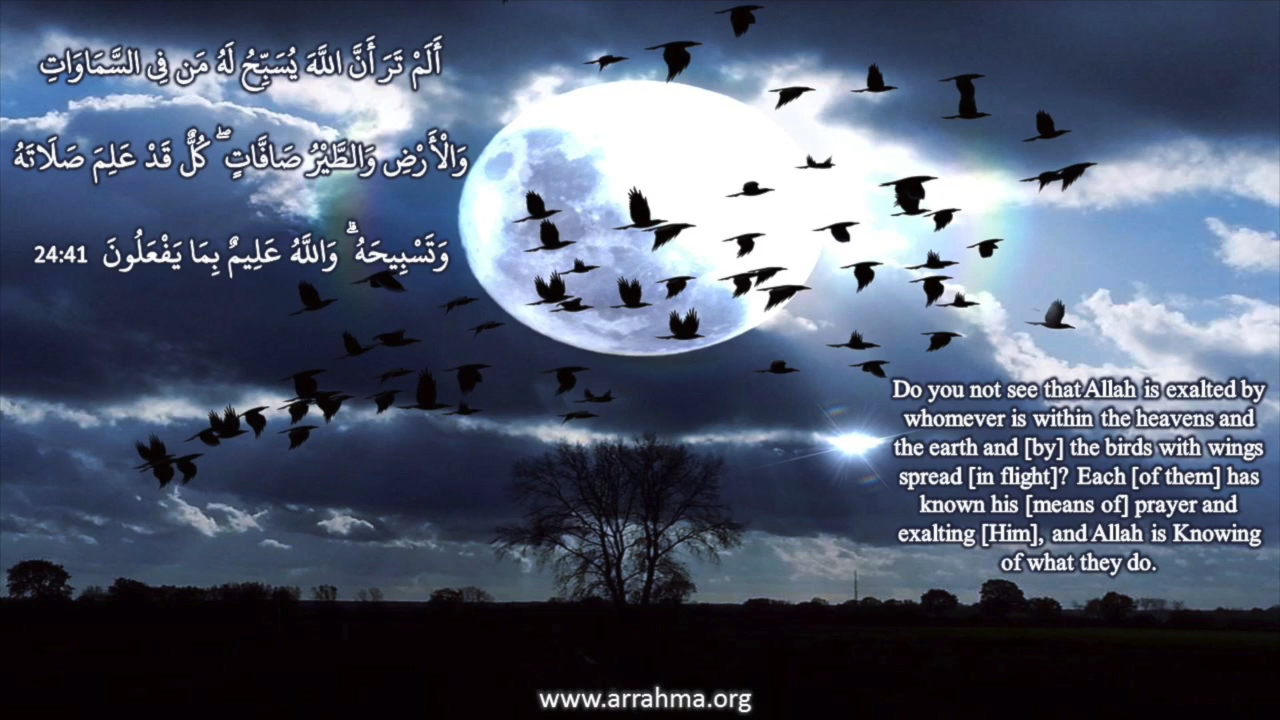 أَلَمْ تَرَ أَنَّ اللَّهَ يُسَبِّحُ لَهُ مَن فِى السَّمَاوَاتِ
وَالْأَرْضِ وَالطَّيْرُ صَافَّاتٍ ۖ كُلٌّ قَدْ عَلِمَ صَلَاتَهُ
وَتَسْبِيحَهُ ۗ وَاللَّهُ عَلِيمٌ بِمَا يَفْعَلُونَ 24:41
Do you not see that Allah is exalted by
whomever is within the heavens and
the earth and [by] the birds with wings
spread [in flight]? Each [of them] has
known his [means of] prayer and
exalting [Him], and Allah is Knowing
of what they do.
www.arrahma.org